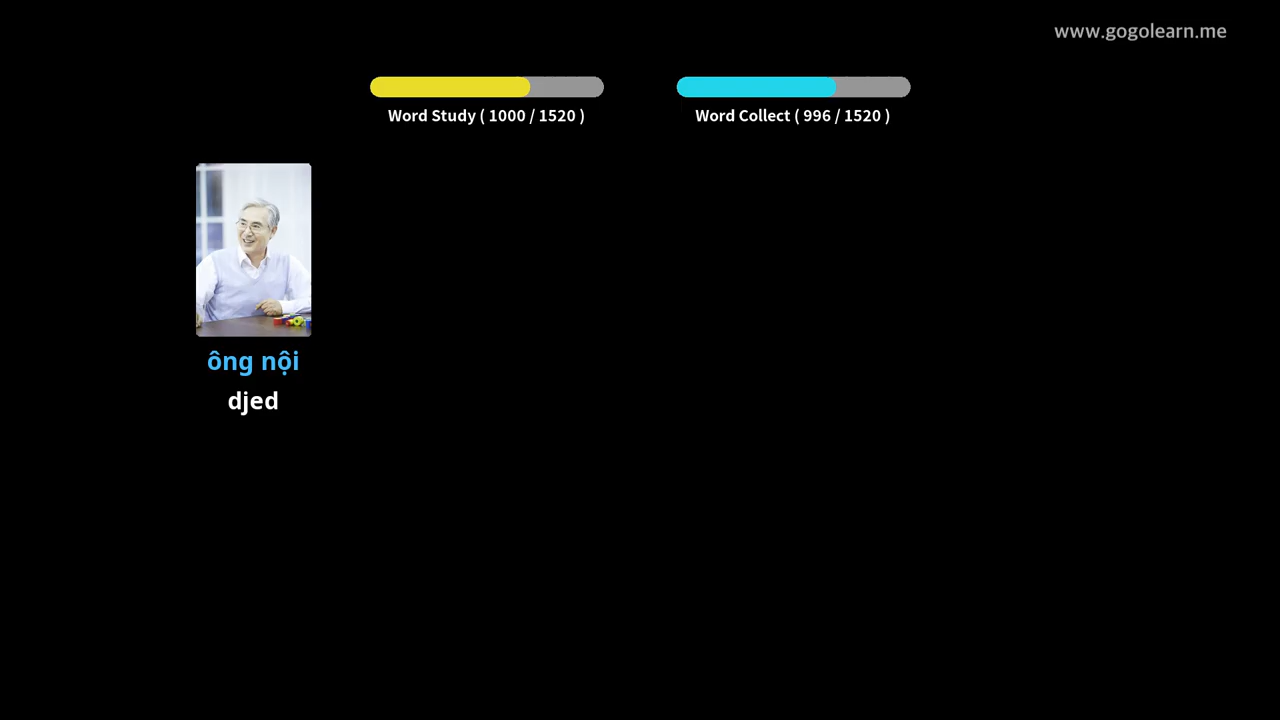 www.gogolearn.me
Word Study ( 1000 / 1520 )
Word Collect ( 996 / 1520 )
ông nội
djed